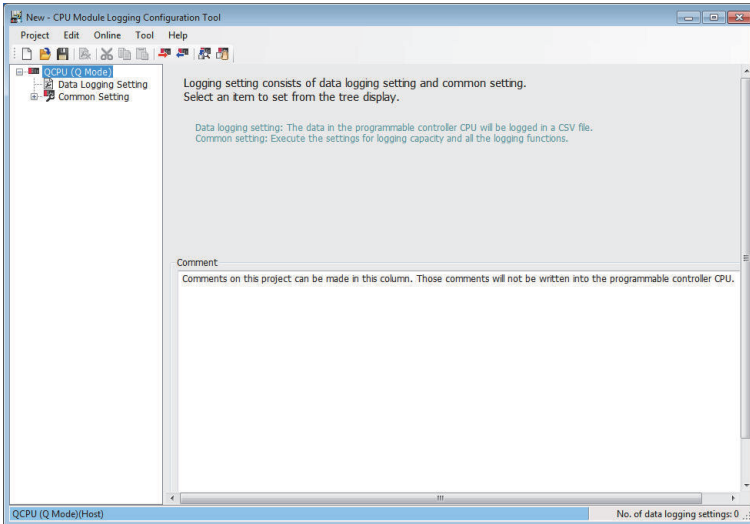 New - CPU Module Logging Configuration Tool
Project Edit Online Tool Help
QCPU (Q Mode)
Data Logging Setting
Common Setting
Logging setting consists of data logging setting and common setting.
Select an item to set from the tree display.
Data logging setting: The data in the programmable controller CPU will be logged in a CSV file.
Common setting: Execute the settings for logging capacity and all the logging functions.
Comment
Comments on this project can be made in this column. Those comments will not be written into the programmable controller CPU.
QCPU (Q Mode)(Host)
No. of data logging settings: 0